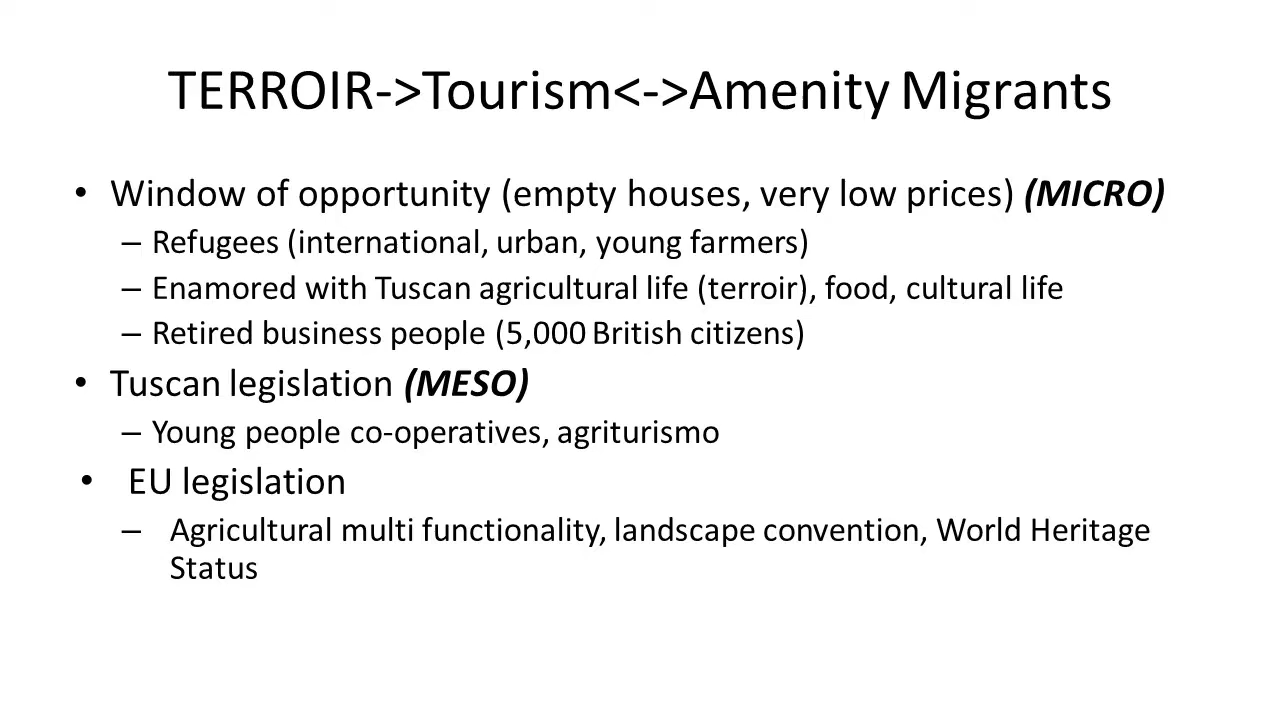 TERROIR->Tourism<->Amenity Migrants
• Window of opportunity (empty houses, very low prices) (MICRO)
– Refugees (international, urban, young farmers)
– Enamored with Tuscan agricultural life (terroir), food, cultural life
– Retired business people (5,000 British citizens)
• Tuscan legislation (MESO)
– Young people co-operatives, agriturismo
• EU legislation
– Agricultural multi functionality, landscape convention, World Heritage
Status